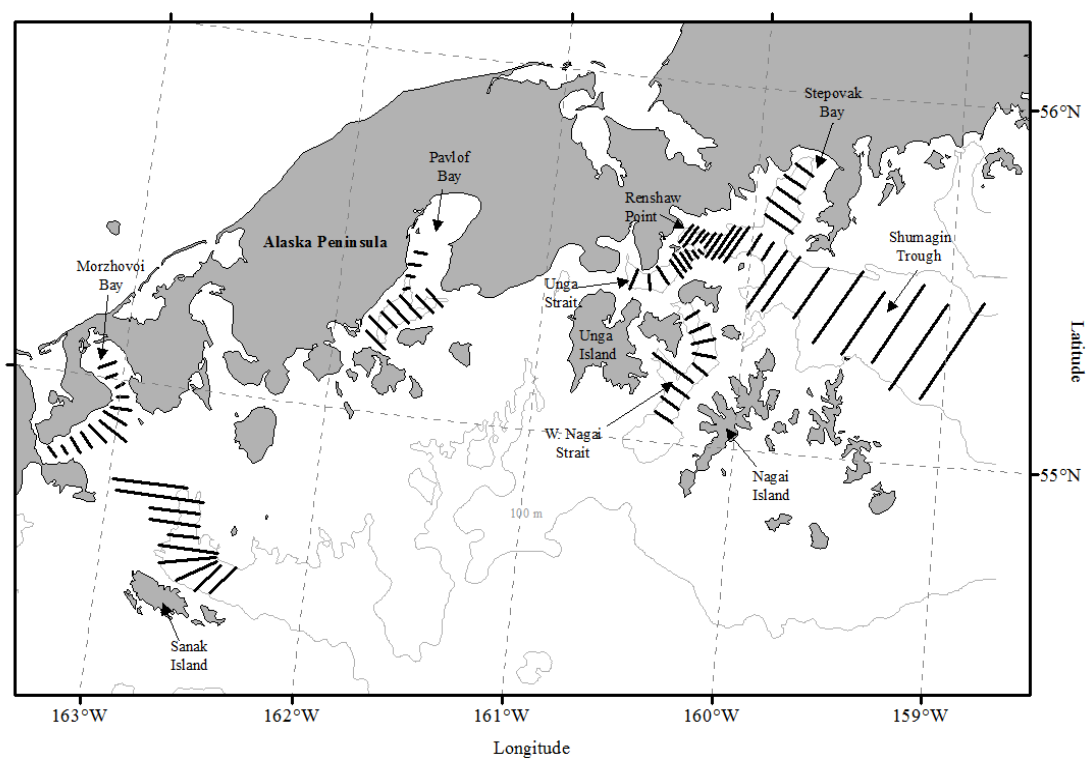 Stepovak
Bay
56°N
Pavlof
Bay
Renshaw
Point
Alaska Peninsula
Shumagin
Trough
Morzhovoi
Bay
Unga
Strait
Unga
Island
Latitude
W. Nagai
Strait
Nagai
Island
55°N
100 m
Sanak
Island
163°W
162°W
161°W
160°W
159°W
Longitude